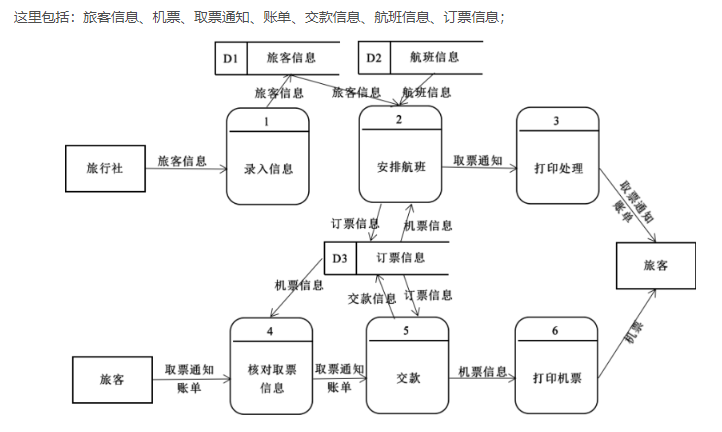 这里包括：旅客信息、机票、取票通知、账单、交款信息、航班信息、订票信息；
D1 旅客信息
D2 航班信息
旅客信息
旅客信息
航班信息
1
2
3
旅行社
旅客信息
录入信息
安排航班
取票通知
打印处理
取票通知
账单
订票信息
机票信息
D3 订票信息
旅客
机票信息
交款信息
订票信息
4
5
6
旅客
取票通知
账单
核对取票
信息
取票通知
账单
交款
机票信息
打印机票
机票